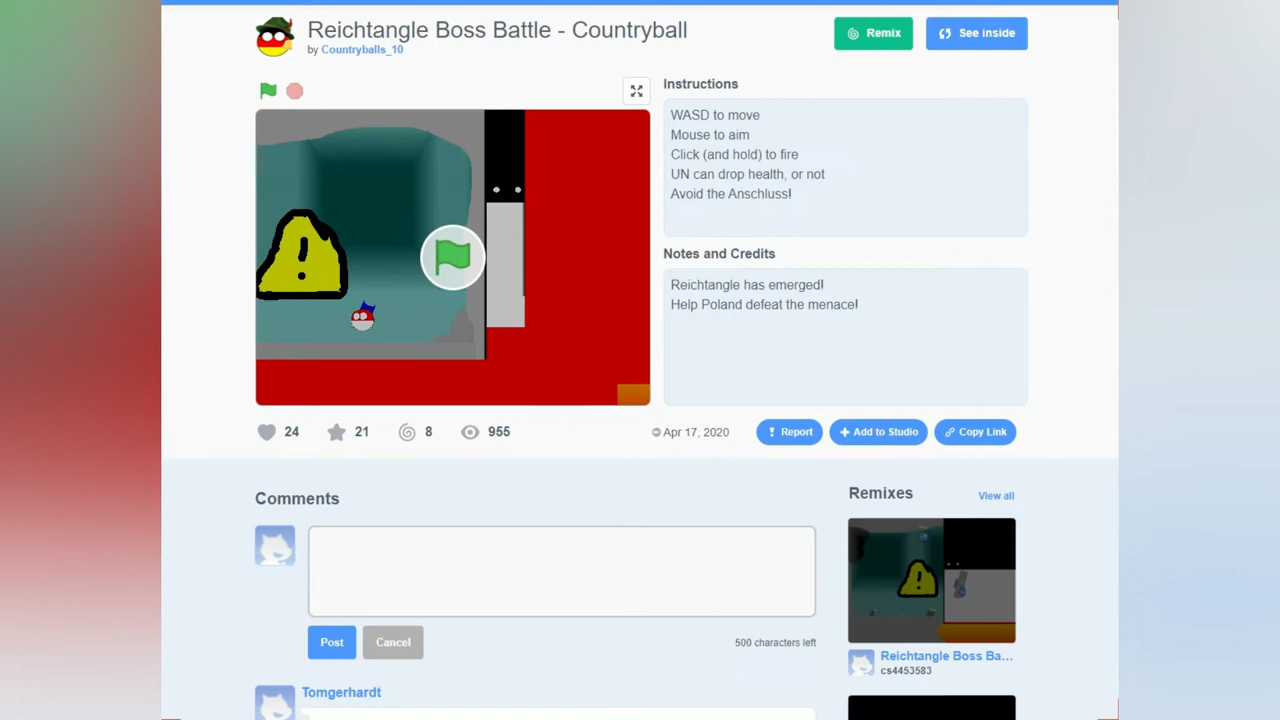 Reichtangle Boss Battle - Countryball
by Countryballs_10
Remix
See inside
Instructions
WASD to move
Mouse to aim
Click (and hold) to fire
UN can drop health, or not
Avoid the Anschluss!
Notes and Credits
Reichtangle has emerged!
Help Poland defeat the menace!
24
21
8
955
© Apr 17, 2020
Report
Add to Studio
Copy Link
Comments
Remixes
View all
Post
Cancel
500 characters left
Reichtangle Boss Ba...
cs4453583
Tomgerhardt